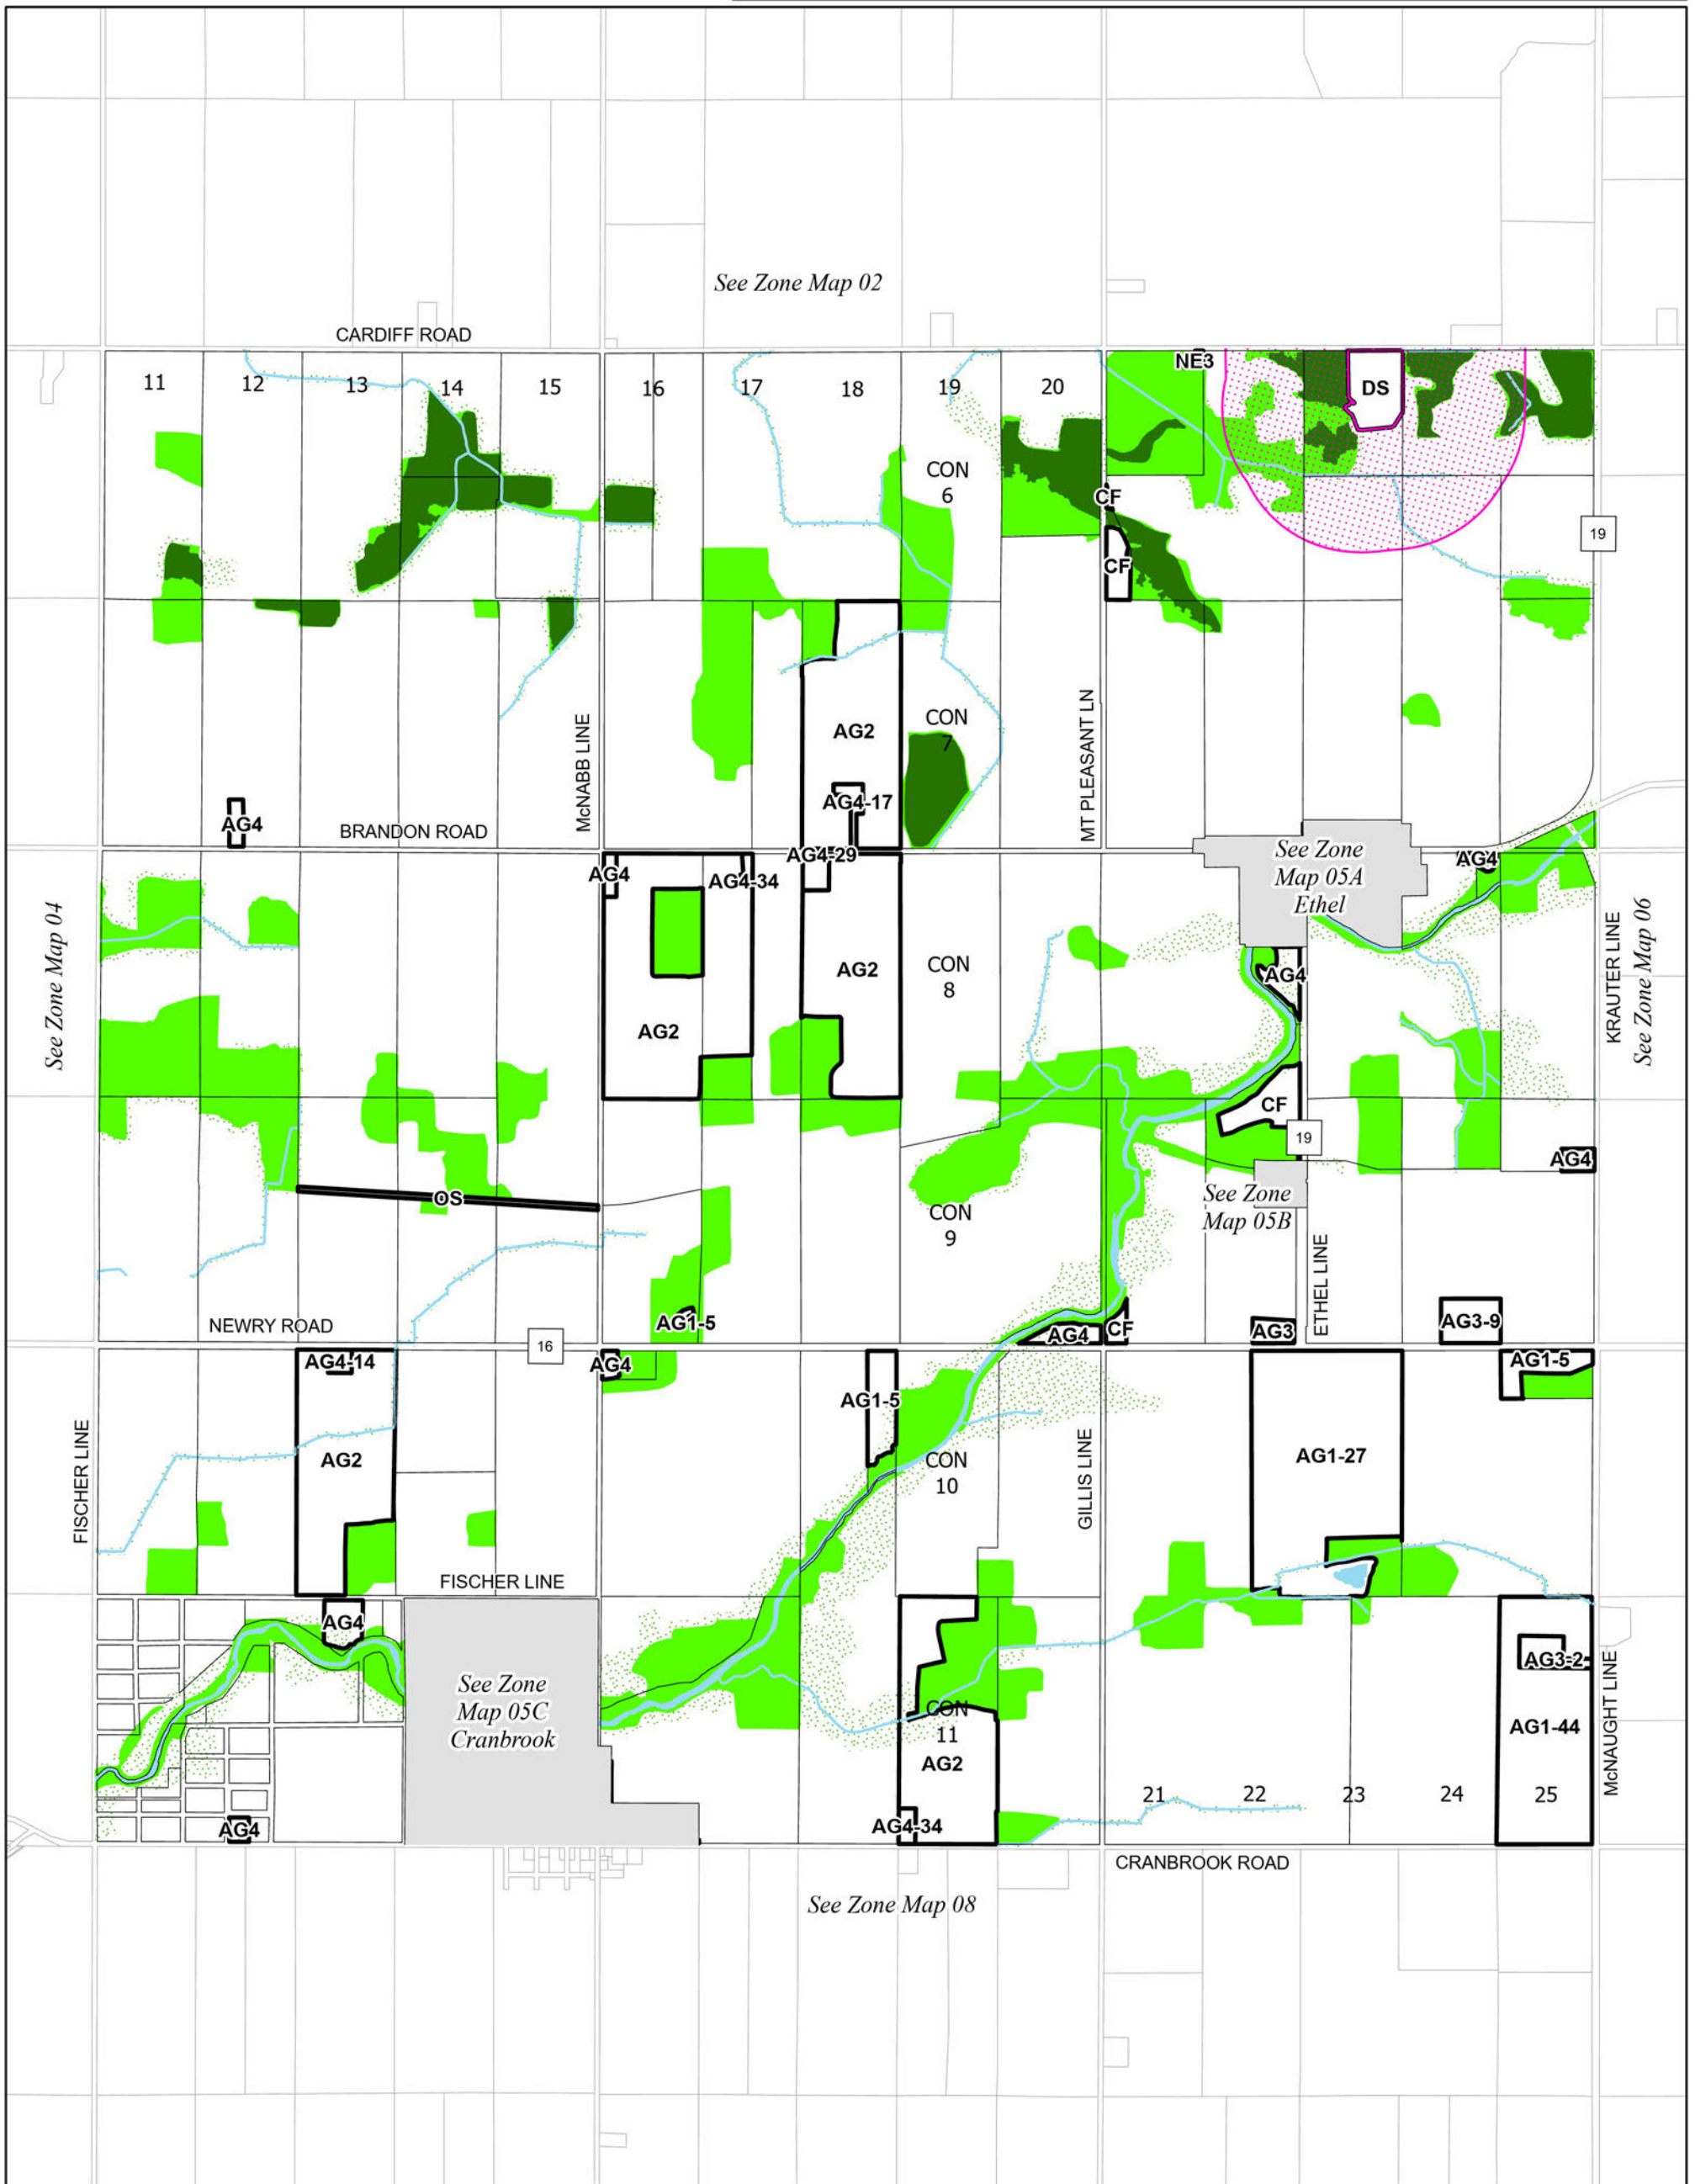 See Zone Map 02
CARDIFF ROAD
NE3
11
12
13
14
15
16
17
18
19
20
DS
CON
6
CF
19
CF
McNABB LINE
MT PLEASANT LN
AG2
CON
7
AG4-17
AG4
BRANDON ROAD
AG4-29
See Zone
Map 05A
Ethel
AG4
AG4
AG4-34
See Zone Map 04
KRAUTER LINE
See Zone Map 06
AG2
CON
8
AG4
AG2
CF
19
AG4
OS
See Zone
Map 05B
CON
9
ETHEL LINE
NEWRY ROAD
AG1-5
AG4
CF
AG3
AG3-9
16
AG4-14
AG4
AG1-5
AG1-5
FISCHER LINE
AG2
CON
10
GILLIS LINE
AG1-27
FISCHER LINE
AG4
See Zone
Map 05C
Cranbrook
AG3-2
McNAUGHT LINE
CON
11
AG1-44
AG2
21
22
23
24
25
AG4
AG4-34
CRANBROOK ROAD
See Zone Map 08